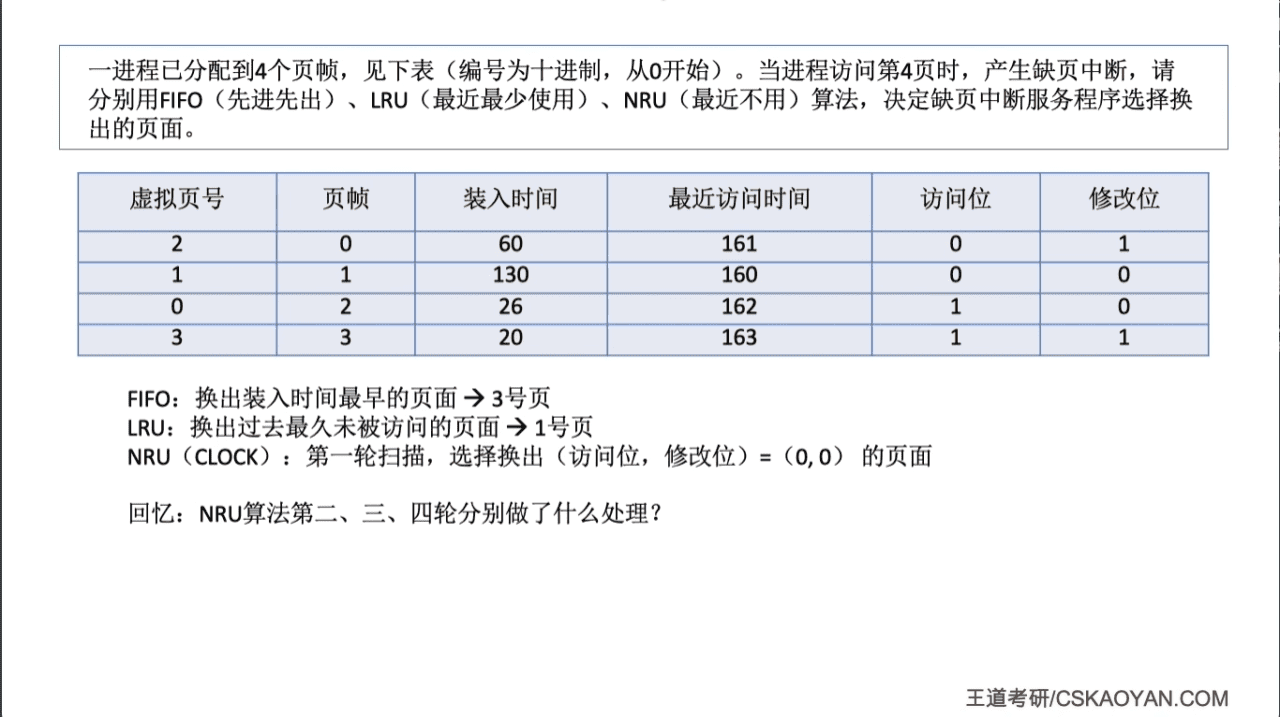 一进程已分配到4个页帧，见下表（编号为十进制，从0开始）。当进程访问第4页时，产生缺页中断，请
分别用FIFO（先进先出）、LRU（最近最少使用）、NRU（最近不用）算法，决定缺页中断服务程序选择换
出的页面。
虚拟页号 页帧 装入时间 最近访问时间 访问位 修改位
2 0 60 161 0 1
1 1 130 160 0 0
0 2 26 162 1 0
3 3 20 163 1 1
FIFO：换出装入时间最早的页面 → 3号页
LRU：换出过去最久未被访问的页面 → 1号页
NRU（CLOCK）：第一轮扫描，选择换出（访问位，修改位）=（0, 0） 的页面
回忆：NRU算法第二、三、四轮分别做了什么处理？
王道考研/CSKAOYAN.COM